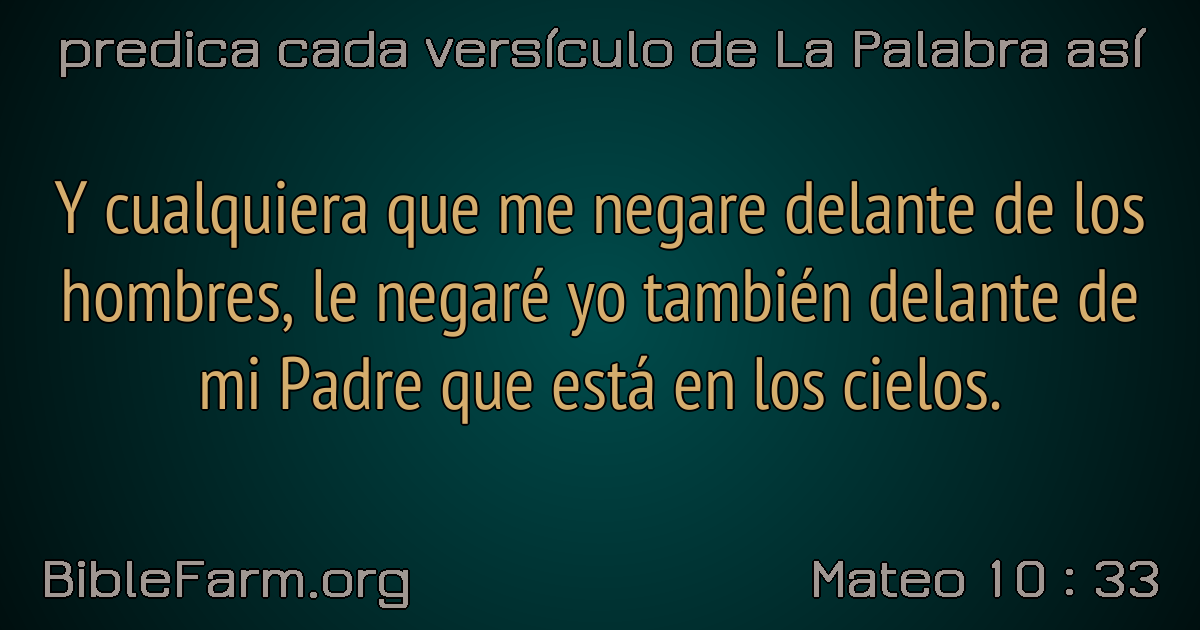 predica cada versículo de La Palabra así
Y cualquiera que me negare delante de los
hombres, le negaré yo también delante de
mi Padre que está en los cielos.
BibleFarm.org
Mateo 10 : 33